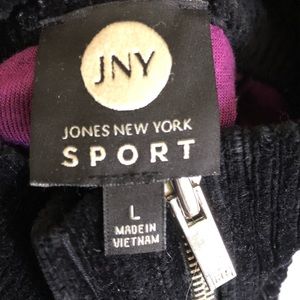 JNY
JONES NEW YORK
SPORT
L
MADE IN
VIETNAM